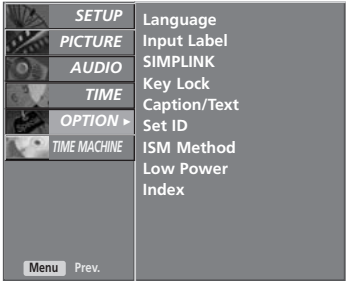 SETUP
PICTURE
AUDIO
TIME
OPTION
TIME MACHINE
Menu Prev.
Language
Input Label
SIMPLINK
Key Lock
Caption/Text
Set ID
ISM Method
Low Power
Index